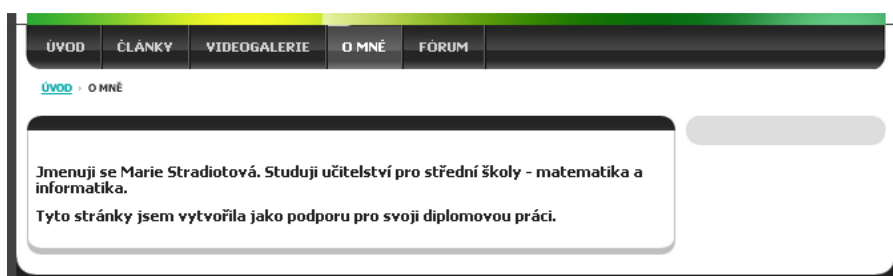 ÚVOD ČLÁNKY VIDEOGALERIE O MNĚ FÓRUM
ÚVOD › O MNĚ
Jmenuji se Marie Stradiotová. Studuji učitelství pro střední školy - matematika a
informatika.
Tyto stránky jsem vytvořila jako podporu pro svoji diplomovou práci.